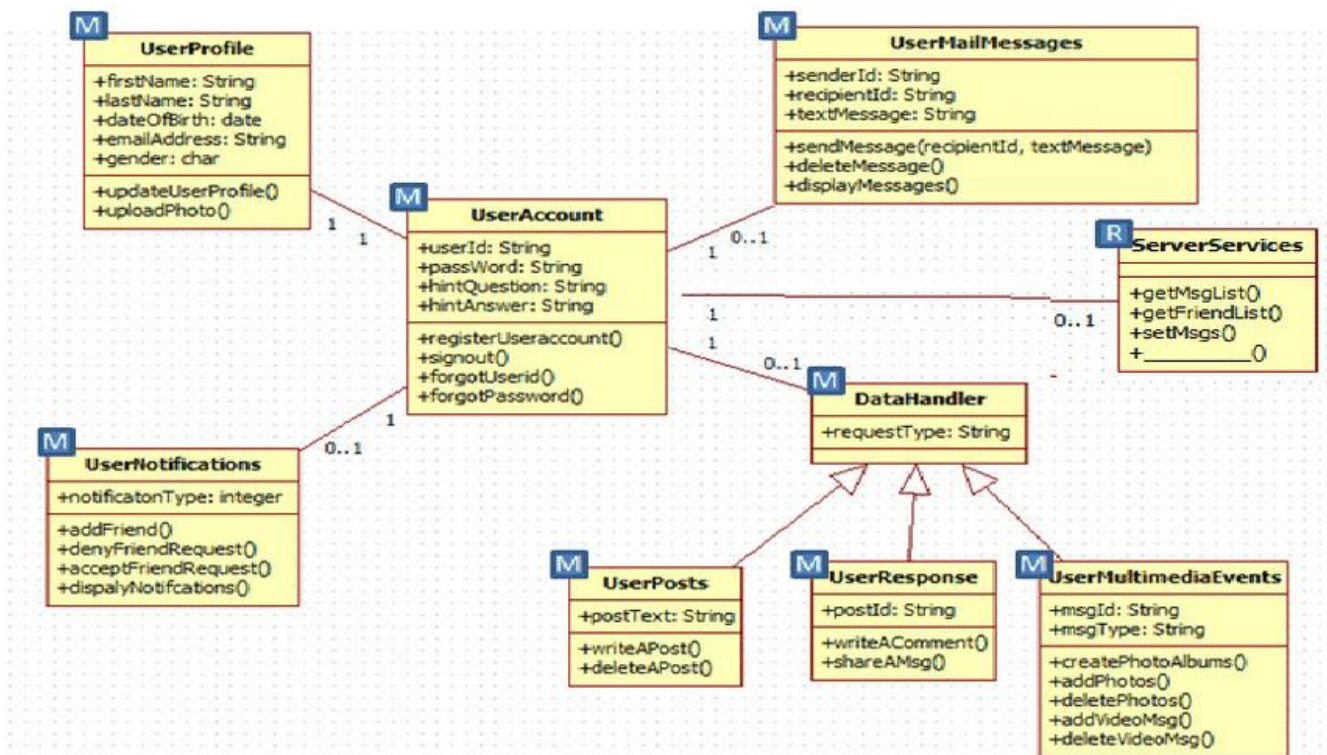 M
UserProfile
+firstName: String
+lastName: String
+dateOfBirth: date
+emailAddress: String
+gender: char
+updateUserProfile()
+uploadPhoto()
1
1
M
UserMailMessages
+senderId: String
+recipientId: String
+textMessage: String
+sendMessage(recipientId, textMessage)
+deleteMessage()
+displayMessages()
0..1
1
M
UserAccount
+userId: String
+passWord: String
+hintQuestion: String
+hintAnswer: String
+registerUseraccount()
+signout()
+forgotUserid()
+forgotPassword()
R
ServerServices
+getMsgList()
+getFriendList()
+setMsgs()
+__________()
1
0..1
1
0..1
1
0..1
M
UserNotifications
+notificatonType: integer
+addFriend()
+denyFriendRequest()
+acceptFriendRequest()
+dispalyNotifcations()
M
DataHandler
+requestType: String
M
UserPosts
+postText: String
+writeAPost()
+deleteAPost()
M
UserResponse
+postId: String
+writeAComment()
+shareAMsg()
M
UserMultimediaEvents
+msgId: String
+msgType: String
+createPhotoAlbums()
+addPhotos()
+deletePhotos()
+addVideoMsg()
+deleteVideoMsg()